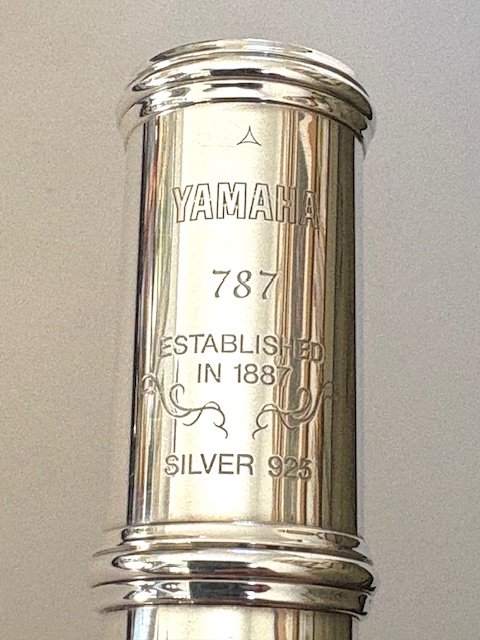 YAMAHA
787
ESTABLISHED
IN 1887
SILVER 925